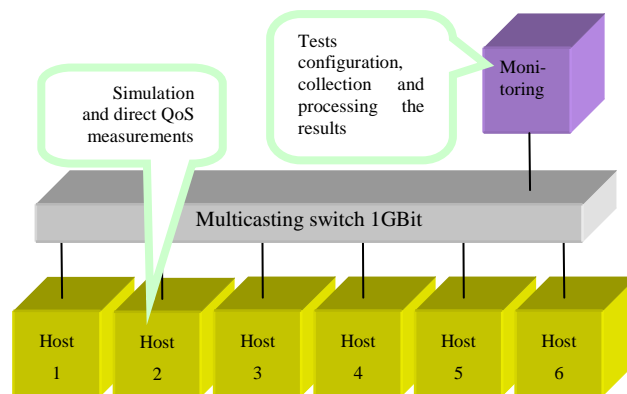 Tests
configuration,
collection and
processing the
results
Moni-
toring
Simulation
and direct QoS
measurements
Multicasting switch 1GBit
Host
1
Host
2
Host
3
Host
4
Host
5
Host
6